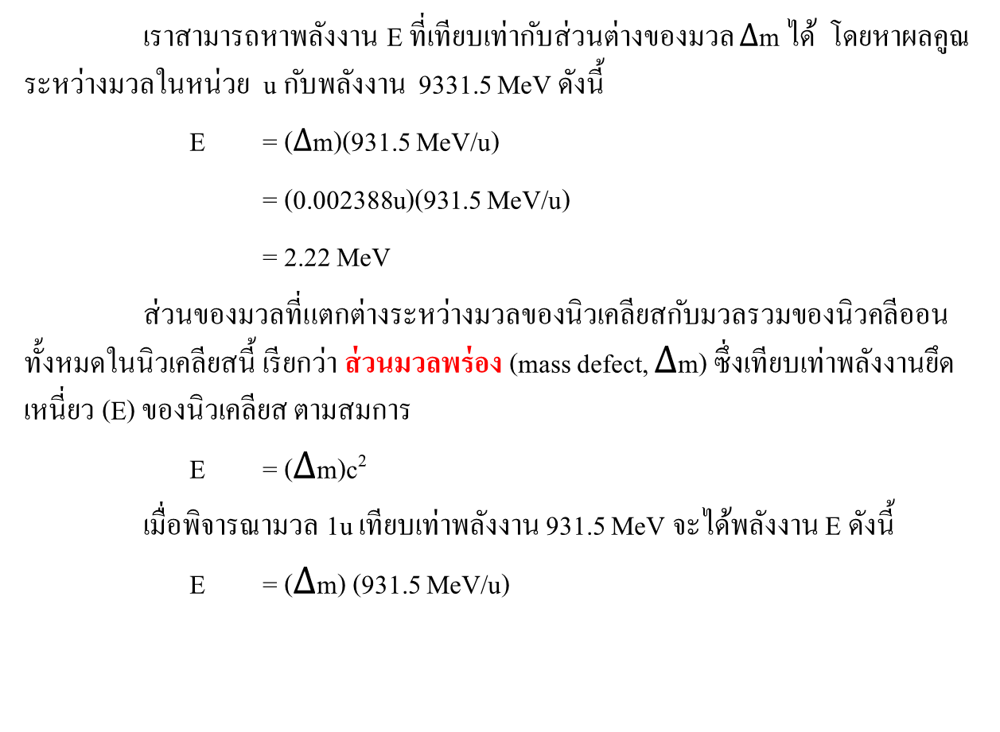 เราสามารถหาพลังงาน E ที่เทียบเท่ากับส่วนต่างของมวล Δm ได้ โดยหาผลคูณ
ระหว่างมวลในหน่วย u กับพลังงาน 9331.5 MeV ดังนี้
E = (Δm)(931.5 MeV/u)
= (0.002388u)(931.5 MeV/u)
= 2.22 MeV
ส่วนของมวลที่แตกต่างระหว่างมวลของนิวเคลียสกับมวลรวมของนิวคลีออน
ทั้งหมดในนิวเคลียสนี้ เรียกว่า ส่วนมวลพร่อง (mass defect, Δm) ซึ่งเทียบเท่าพลังงานยึด
เหนี่ยว (E) ของนิวเคลียส ตามสมการ
E = (Δm)c²
เมื่อพิจารณามวล 1u เทียบเท่าพลังงาน 931.5 MeV จะได้พลังงาน E ดังนี้
E = (Δm) (931.5 MeV/u)